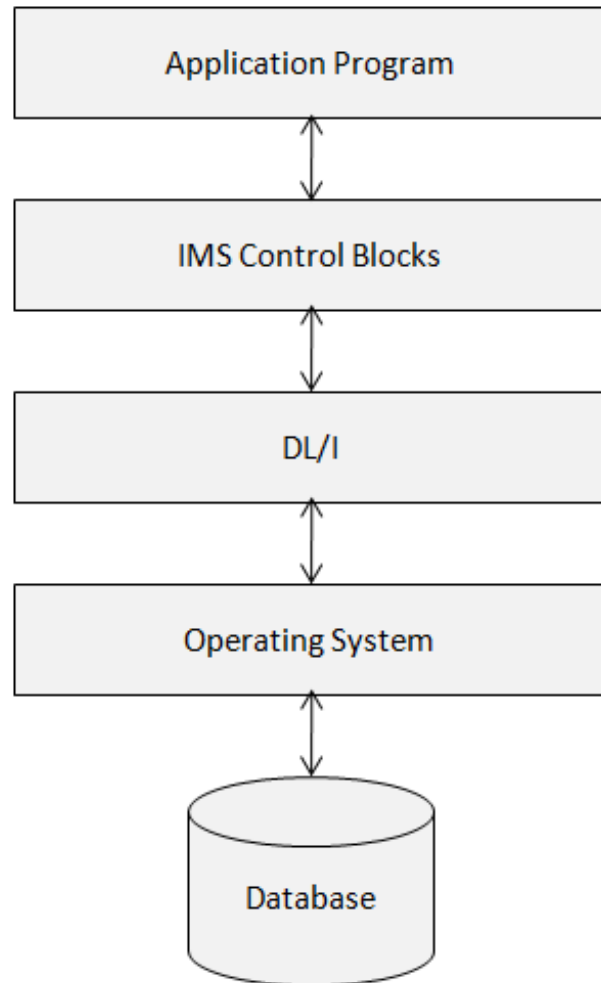 Application Program
IMS Control Blocks
DL/I
Operating System
Database